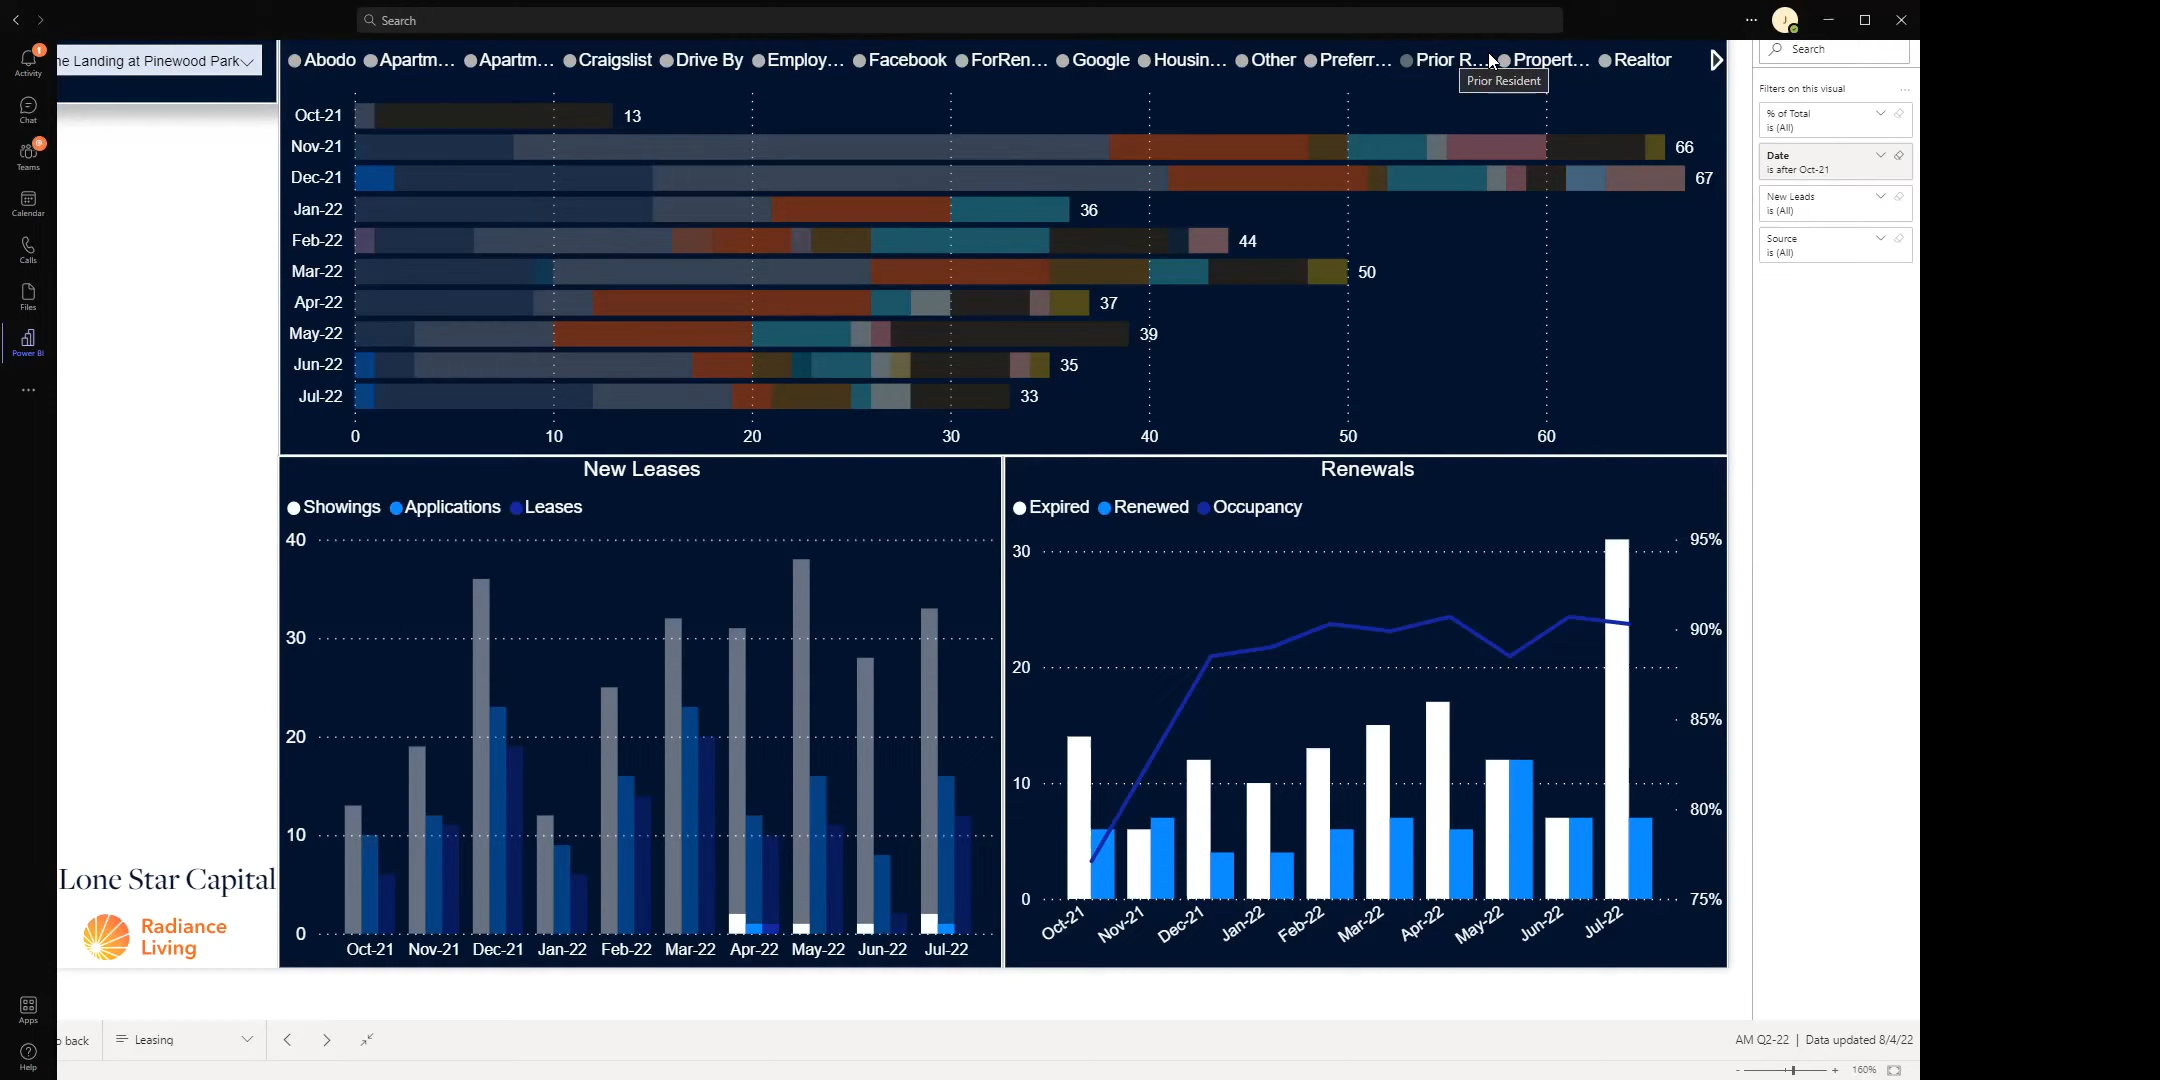 Search
J
1
Activity
Chat
Teams
Calendar
Calls
Files
Power BI
Apps
Help
ne Landing at Pinewood Park
Abodo Apartm... Apartm... Craigslist Drive By Employ... Facebook ForRen... Google Housin... Other Preferr... Prior R... Propert... Realtor
Prior Resident
Oct-21 13
Nov-21 66
Dec-21 67
Jan-22 36
Feb-22 44
Mar-22 50
Apr-22 37
May-22 39
Jun-22 35
Jul-22 33
0 10 20 30 40 50 60
New Leases
Showings Applications Leases
40
30
20
10
0
Oct-21 Nov-21 Dec-21 Jan-22 Feb-22 Mar-22 Apr-22 May-22 Jun-22 Jul-22
Renewals
Expired Renewed Occupancy
30 95%
90%
20
85%
10
80%
0 75%
Oct-21 Nov-21 Dec-21 Jan-22 Feb-22 Mar-22 Apr-22 May-22 Jun-22 Jul-22
Lone Star Capital
Radiance
Living
Search
Filters on this visual
% of Total
is (All)
Date
is after Oct-21
New Leads
is (All)
Source
is (All)
o back
Leasing
AM Q2-22 | Data updated 8/4/22
- + 160%